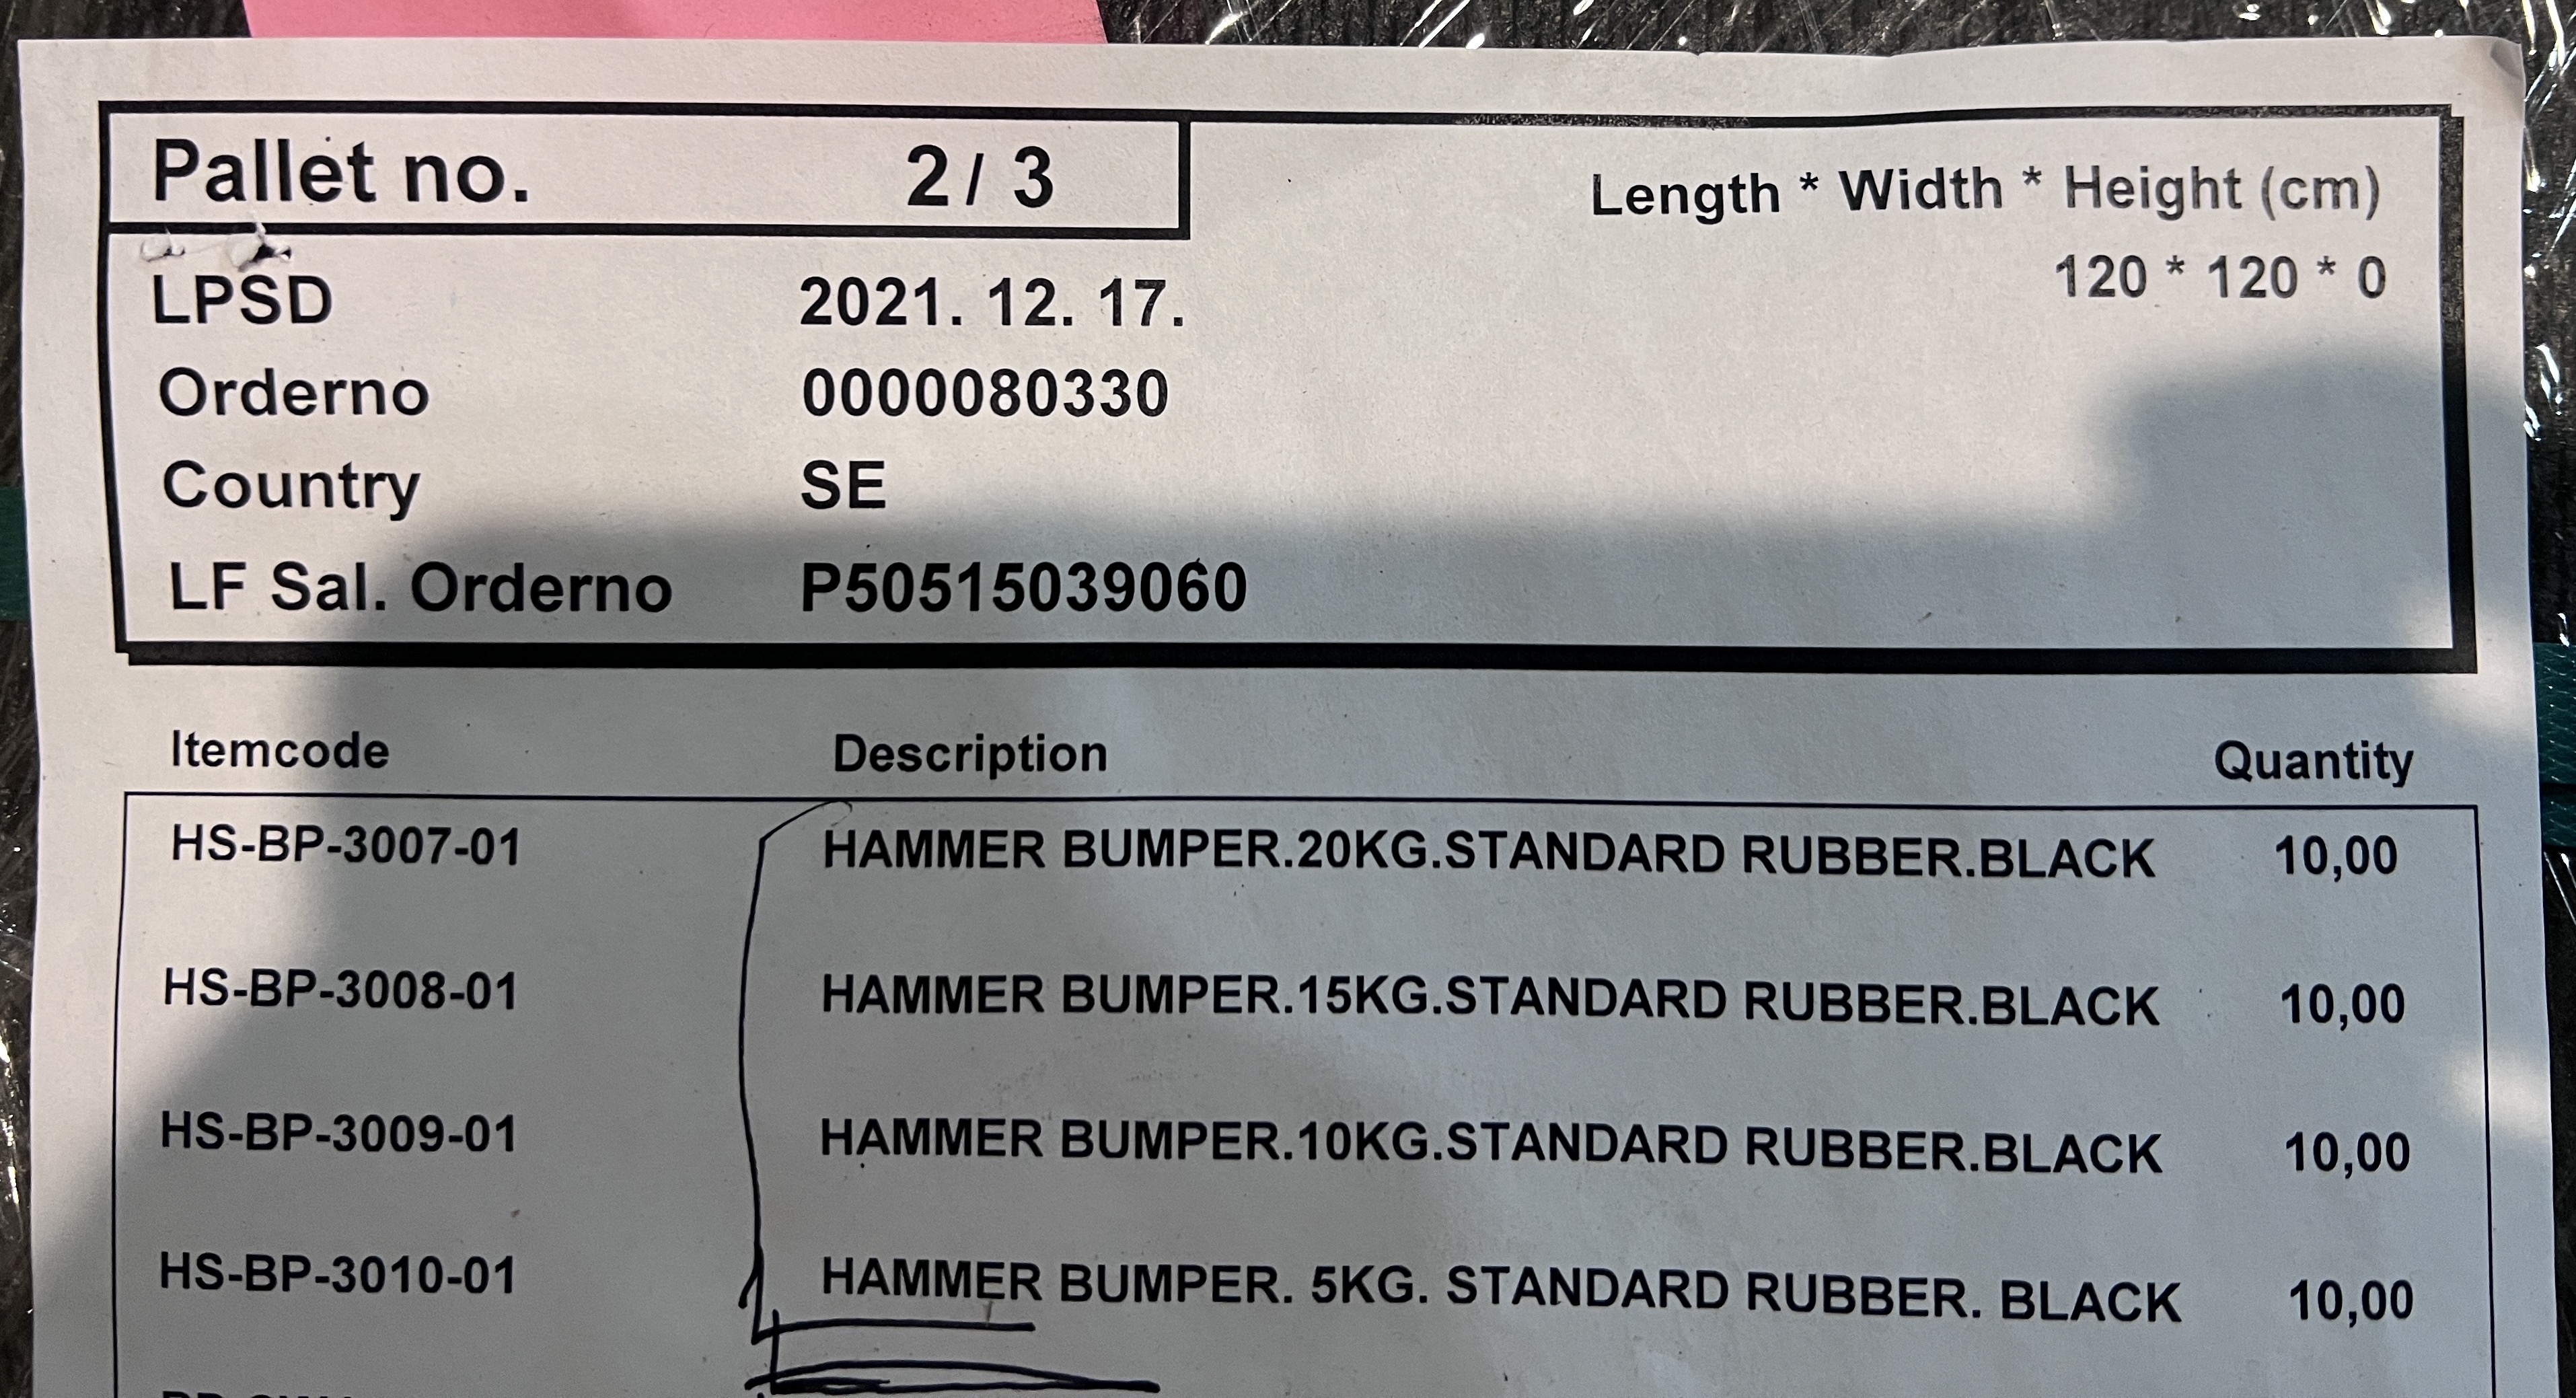 Pallet no. 2/ 3
Length * Width * Height (cm)
120 * 120 * 0
LPSD 2021. 12. 17.
Orderno 0000080330
Country SE
LF Sal. Orderno P50515039060
Itemcode Description Quantity
HS-BP-3007-01 HAMMER BUMPER.20KG.STANDARD RUBBER.BLACK 10,00
HS-BP-3008-01 HAMMER BUMPER.15KG.STANDARD RUBBER.BLACK 10,00
HS-BP-3009-01 HAMMER BUMPER.10KG.STANDARD RUBBER.BLACK 10,00
HS-BP-3010-01 HAMMER BUMPER. 5KG. STANDARD RUBBER. BLACK 10,00